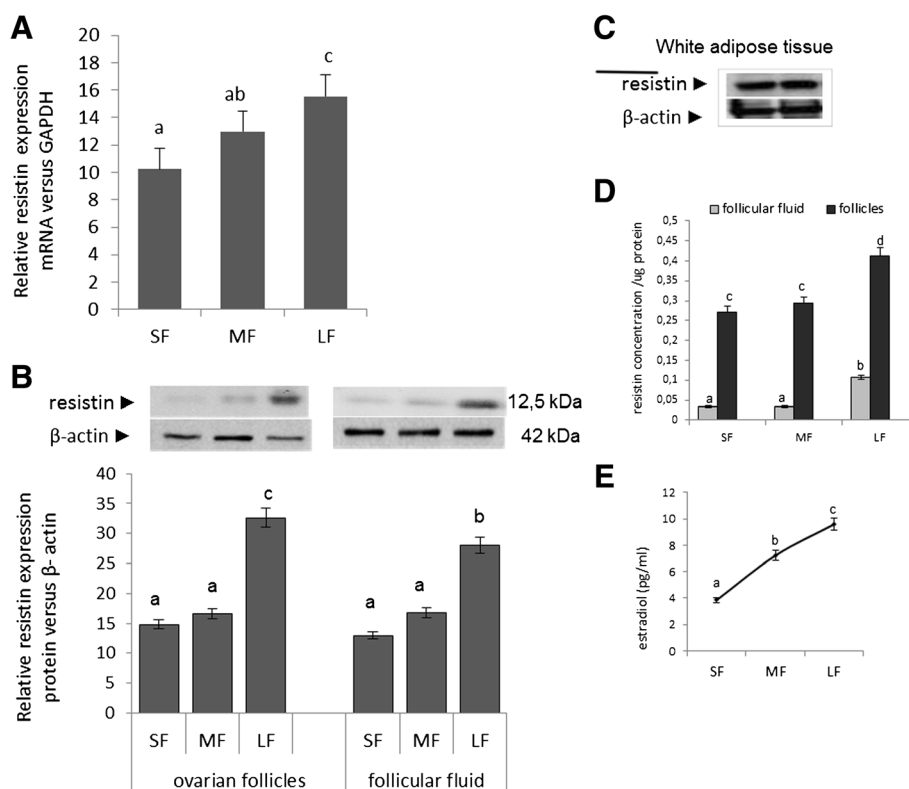 A
Relative resistin expression
mRNA versus GAPDH
20
18
16
14
12
10
8
6
4
2
0
a
ab
c
SF MF LF
B
resistin ►
β-actin ►
12,5 kDa
42 kDa
Relative resistin expression
protein versus β- actin
40
35
30
25
20
15
10
5
0
a a c a a b
SF MF LF SF MF LF
ovarian follicles follicular fluid
C
White adipose tissue
resistin ►
β-actin ►
D
follicular fluid follicles
resistin concentration /ug protein
0,5
0,45
0,4
0,35
0,3
0,25
0,2
0,15
0,1
0,05
0
a c a c b d
SF MF LF
E
estradiol (pg/ml)
12
10
8
6
4
2
0
a b c
SF MF LF